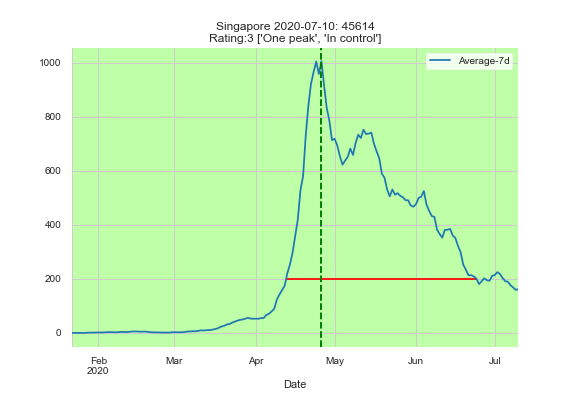 Singapore 2020-07-10: 45614
Rating:3 ['One peak', 'In control']
Average-7d
1000
800
600
400
200
0
Feb Mar Apr May Jun Jul
2020
Date